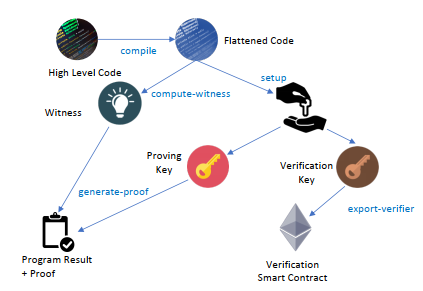 compile
Flattened Code
High Level Code
setup
compute-witness
Witness
Proving
Key
Verification
Key
generate-proof
export-verifier
Program Result
+ Proof
Verification
Smart Contract